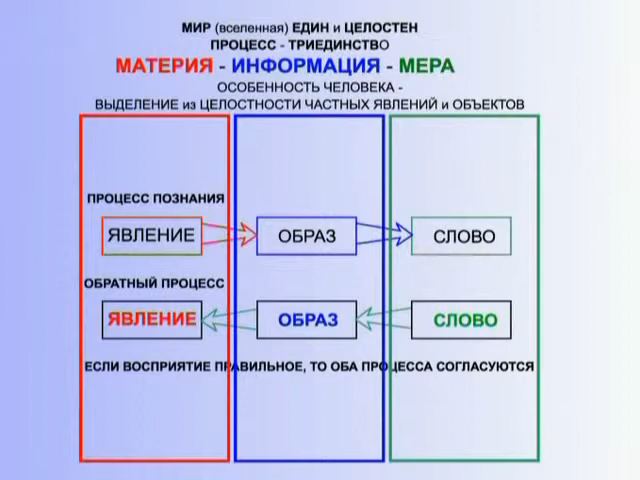 МИР (вселенная) ЕДИН и ЦЕЛОСТЕН
ПРОЦЕСС - ТРИЕДИНСТВО
МАТЕРИЯ - ИНФОРМАЦИЯ - МЕРА
ОСОБЕННОСТЬ ЧЕЛОВЕКА -
ВЫДЕЛЕНИЕ из ЦЕЛОСТНОСТИ ЧАСТНЫХ ЯВЛЕНИЙ и ОБЪЕКТОВ
ПРОЦЕСС ПОЗНАНИЯ
ЯВЛЕНИЕ ОБРАЗ СЛОВО
ОБРАТНЫЙ ПРОЦЕСС
ЯВЛЕНИЕ ОБРАЗ СЛОВО
ЕСЛИ ВОСПРИЯТИЕ ПРАВИЛЬНОЕ, ТО ОБА ПРОЦЕССА СОГЛАСУЮТСЯ